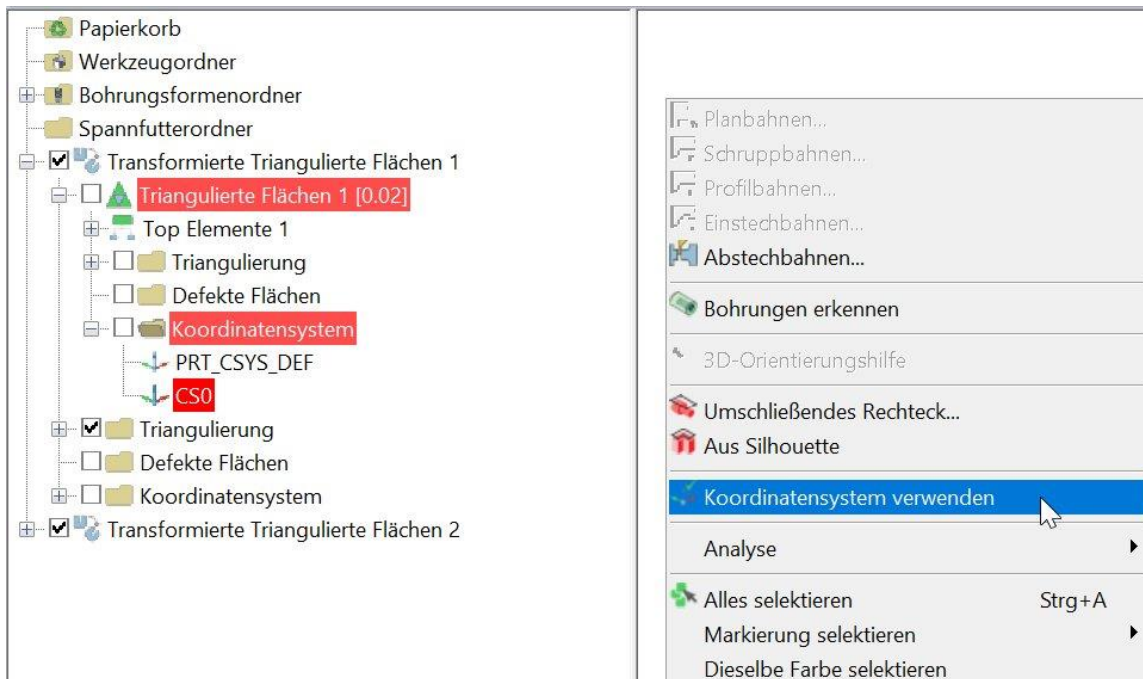 Papierkorb
Werkzeugordner
Bohrungsformenordner
Spannfutterordner
Transformierte Triangulierte Flächen 1
Triangulierte Flächen 1 [0.02]
Top Elemente 1
Triangulierung
Defekte Flächen
Koordinatensystem
PRT_CSYS_DEF
CS0
Triangulierung
Defekte Flächen
Koordinatensystem
Transformierte Triangulierte Flächen 2
Planbahnen...
Schruppbahnen...
Profilbahnen...
Einstechbahnen...
Abstechbahnen...
Bohrungen erkennen
3D-Orientierungshilfe
Umschließendes Rechteck...
Aus Silhouette
Koordinatensystem verwenden
Analyse
Alles selektieren Strg+A
Markierung selektieren
Dieselbe Farbe selektieren